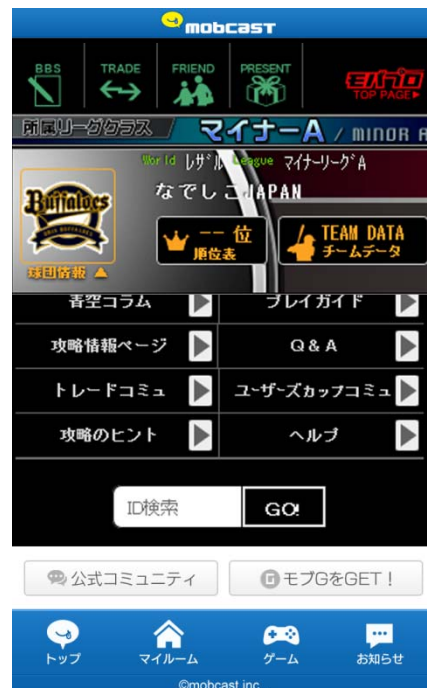 mobcast
BBS TRADE FRIEND PRESENT
モバプロ
TOP PAGE
所属リーグクラス マイナーA / MINOR A
World レザル League マイナーリーグA
Buffaloes
なでしこJAPAN
-- 位
順位表
TEAM DATA
チームデータ
球団情報
青空コラム プレイガイド
攻略情報ページ Q&A
トレードコミュ ユーザーズカップコミュ
攻略のヒント ヘルプ
ID検索 GO!
公式コミュニティ モブGをGET!
トップ マイルーム ゲーム お知らせ
©mobcast inc.